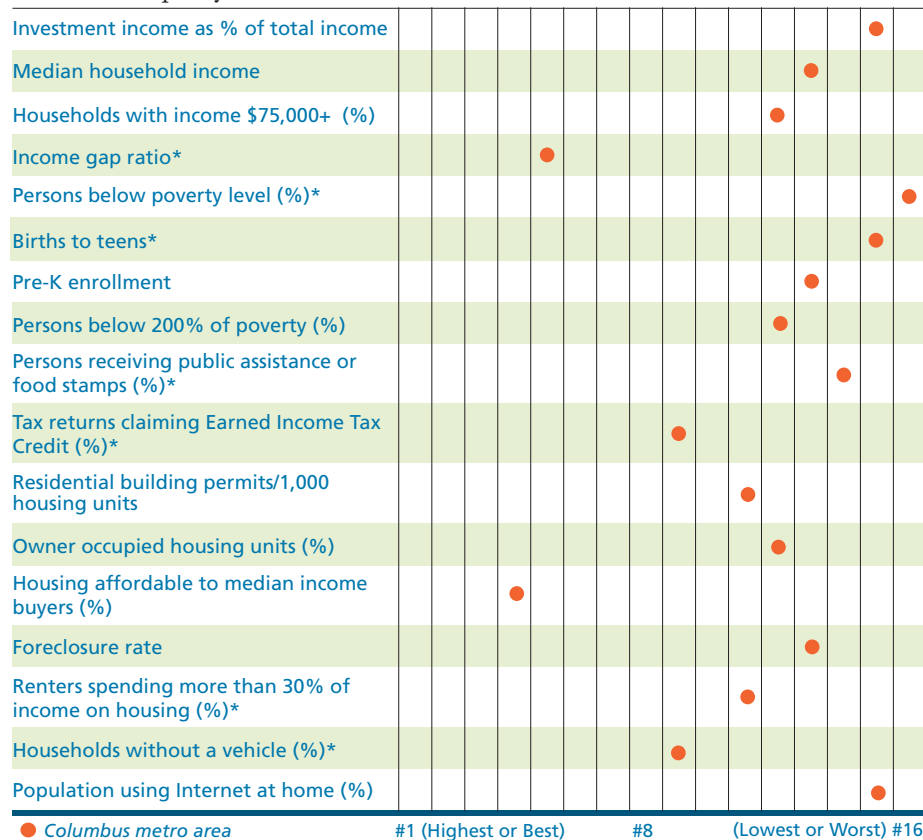 Investment income as % of total income
Median household income
Households with income $75,000+ (%)
Income gap ratio*
Persons below poverty level (%)*
Births to teens*
Pre-K enrollment
Persons below 200% of poverty (%)
Persons receiving public assistance or
food stamps (%)*
Tax returns claiming Earned Income Tax
Credit (%)*
Residential building permits/1,000
housing units
Owner occupied housing units (%)
Housing affordable to median income
buyers (%)
Foreclosure rate
Renters spending more than 30% of
income on housing (%)*
Households without a vehicle (%)*
Population using Internet at home (%)
Columbus metro area #1 (Highest or Best) #8 (Lowest or Worst) #16